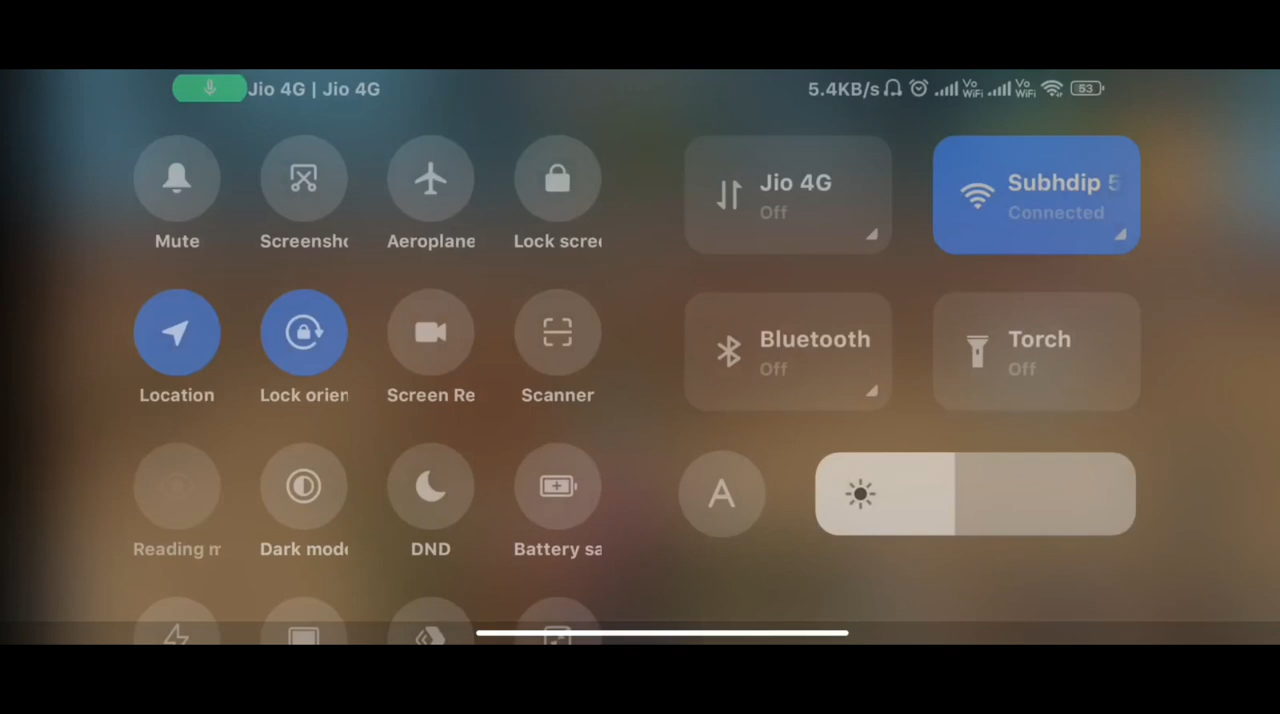 Jio 4G | Jio 4G
5.4KB/s Vo WiFi Vo WiFi 53
Mute Screensho Aeroplane Lock scree
Jio 4G
Off
Subhdip 5
Connected
Location Lock orien Screen Re Scanner
Bluetooth
Off
Torch
Off
Reading m Dark mode DND Battery sa
A